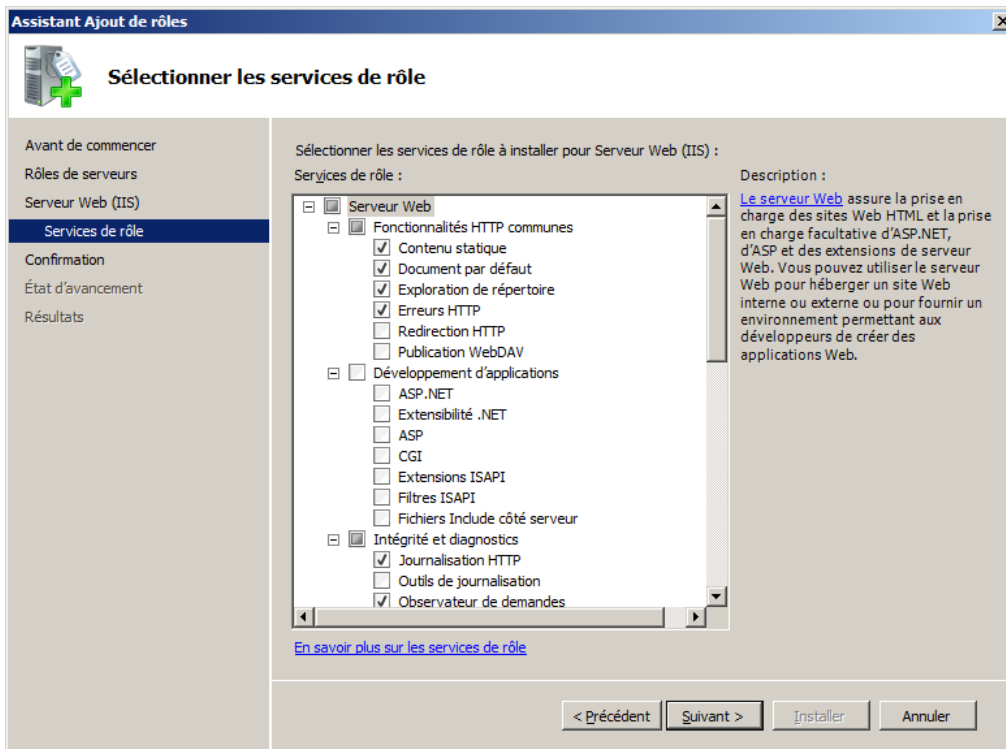 Assistant Ajout de rôles
Sélectionner les services de rôle
Avant de commencer
Rôles de serveurs
Serveur Web (IIS)
Services de rôle
Confirmation
État d'avancement
Résultats
Sélectionner les services de rôle à installer pour Serveur Web (IIS) :
Services de rôle :
Serveur Web
Fonctionnalités HTTP communes
Contenu statique
Document par défaut
Exploration de répertoire
Erreurs HTTP
Redirection HTTP
Publication WebDAV
Développement d'applications
ASP.NET
Extensibilité .NET
ASP
CGI
Extensions ISAPI
Filtres ISAPI
Fichiers Include côté serveur
Intégrité et diagnostics
Journalisation HTTP
Outils de journalisation
Observateur de demandes
En savoir plus sur les services de rôle
Description :
Le serveur Web assure la prise en
charge des sites Web HTML et la prise
en charge facultative d'ASP.NET,
d'ASP et des extensions de serveur
Web. Vous pouvez utiliser le serveur
Web pour héberger un site Web
interne ou externe ou pour fournir un
environnement permettant aux
développeurs de créer des
applications Web.
< Précédent
Suivant >
Installer
Annuler